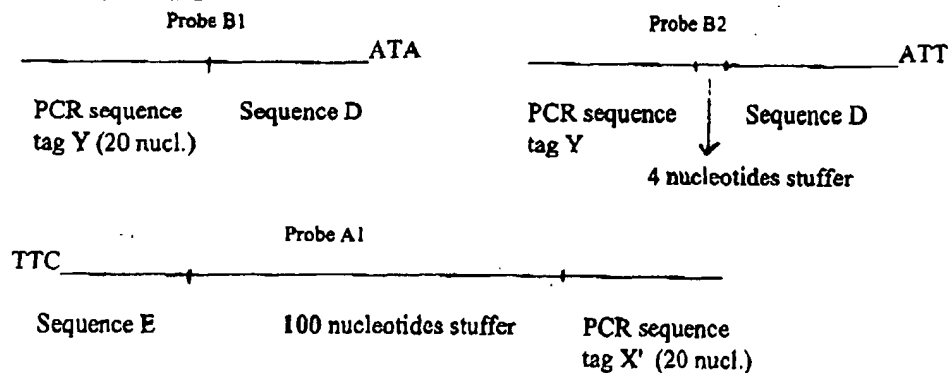 Probe B1
Probe B2
ATA
ATT
PCR sequence
tag Y (20 nucl.)
Sequence D
PCR sequence
tag Y
Sequence D
4 nucleotides stuffer
Probe A1
TTC
Sequence E
100 nucleotides stuffer
PCR sequence
tag X' (20 nucl.)